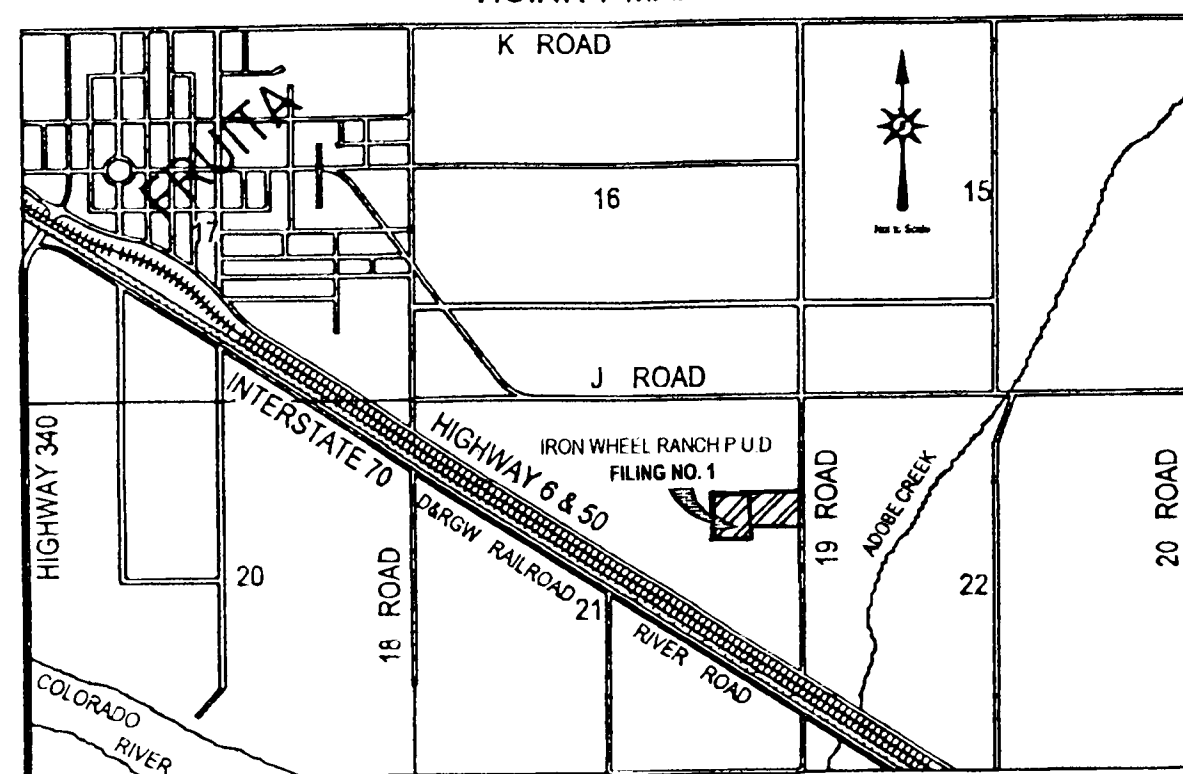 K ROAD
FRUITA
16
15
17
J ROAD
INTERSTATE 70
HIGHWAY 6 & 50
IRON WHEEL RANCH P U.D
FILING NO. 1
HIGHWAY 340
19 ROAD
ADOBE CREEK
20 ROAD
D&RGW RAILROAD
20
18 ROAD
21
22
RIVER ROAD
COLORADO
RIVER